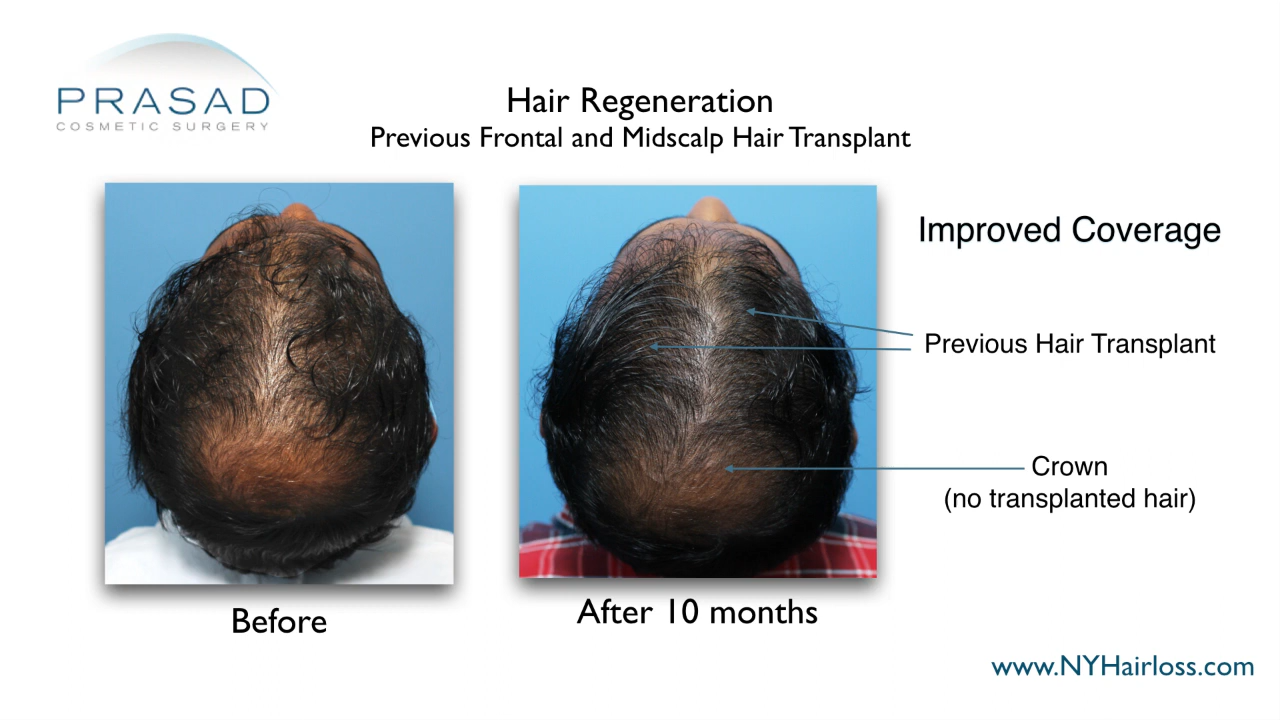 PRASAD
COSMETIC SURGERY
Hair Regeneration
Previous Frontal and Midscalp Hair Transplant
Improved Coverage
Previous Hair Transplant
Crown
(no transplanted hair)
Before
After 10 months
www.NYHairloss.com